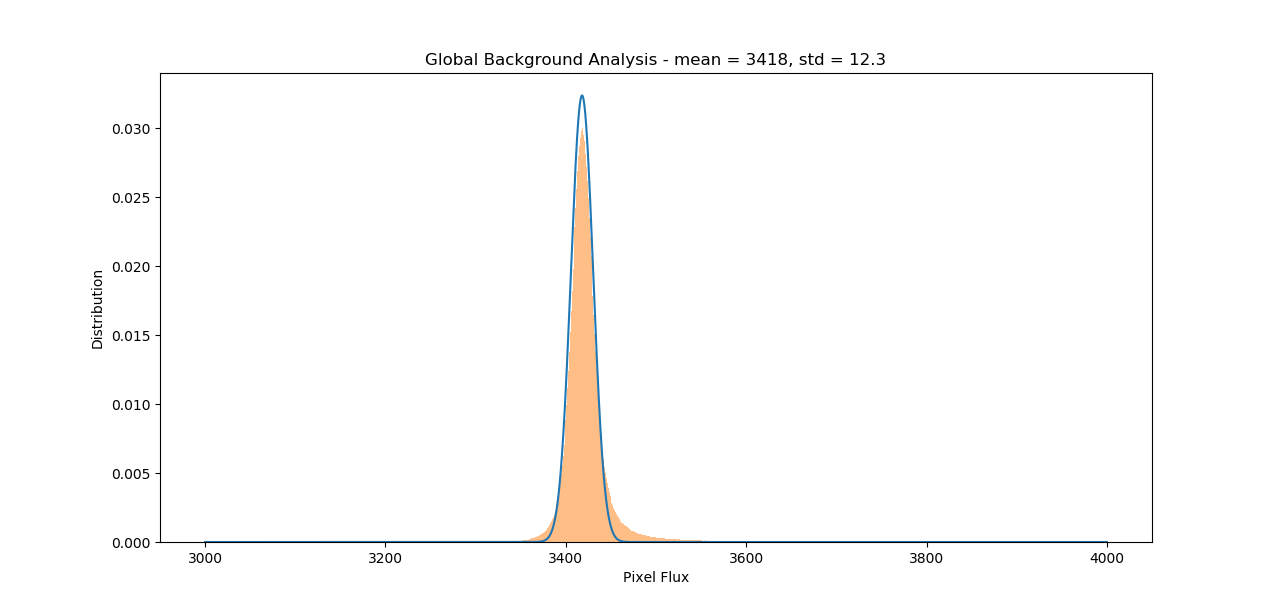 Global Background Analysis - mean = 3418, std = 12.3
0.030
0.025
0.020
0.015
0.010
0.005
0.000
Distribution
3000 3200 3400 3600 3800 4000
Pixel Flux